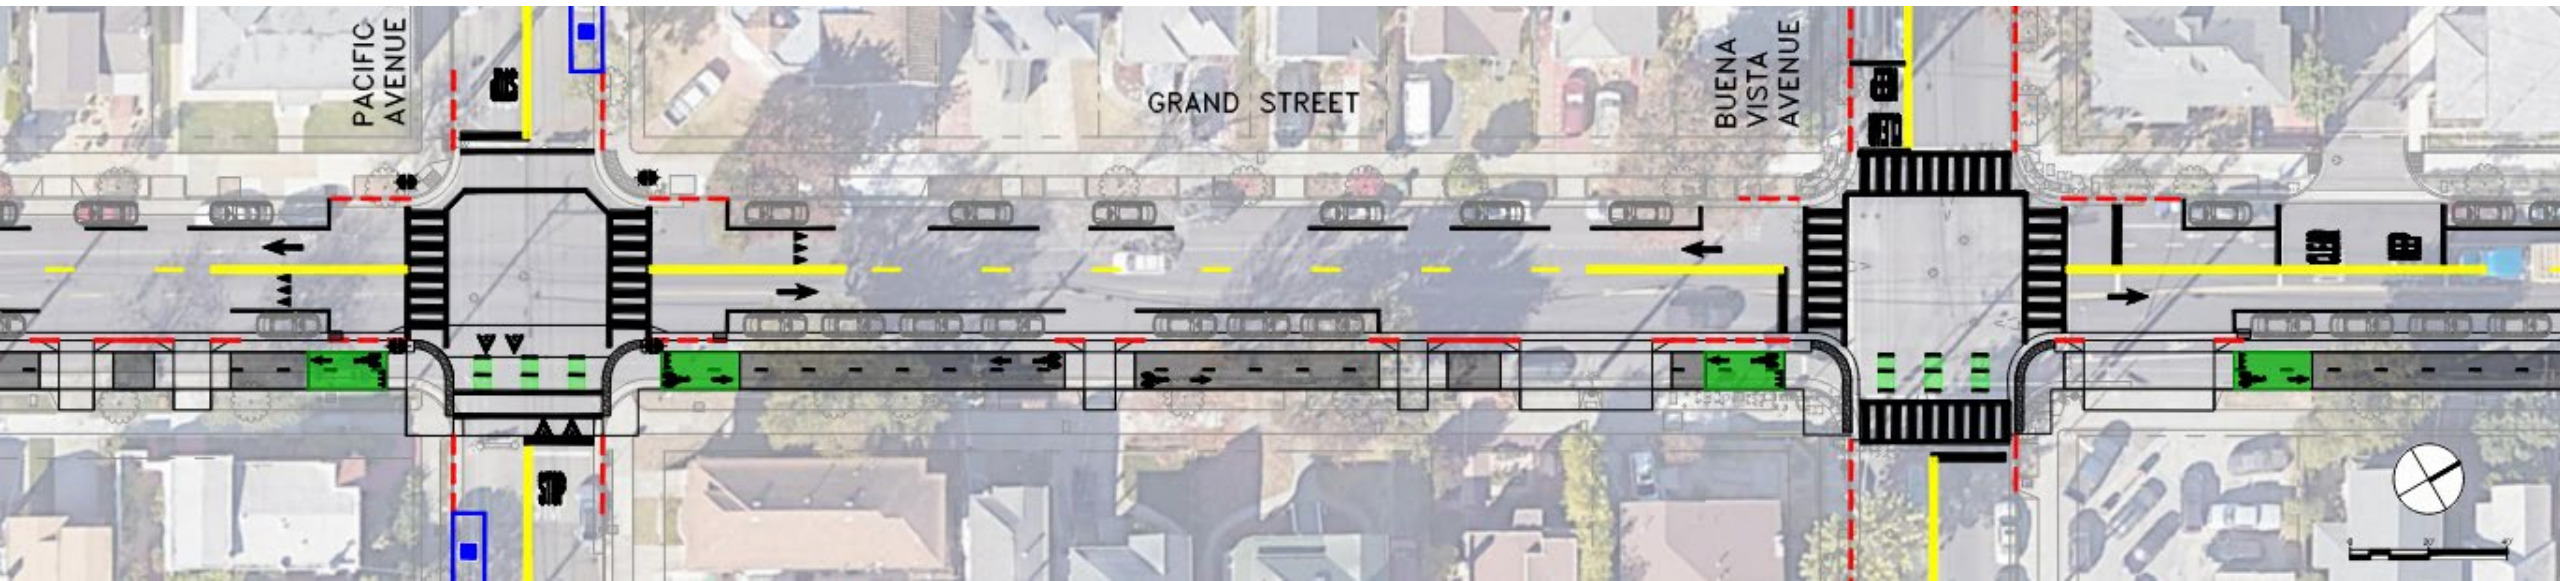 PACIFIC
AVENUE
GRAND STREET
BUENA
VISTA
AVENUE